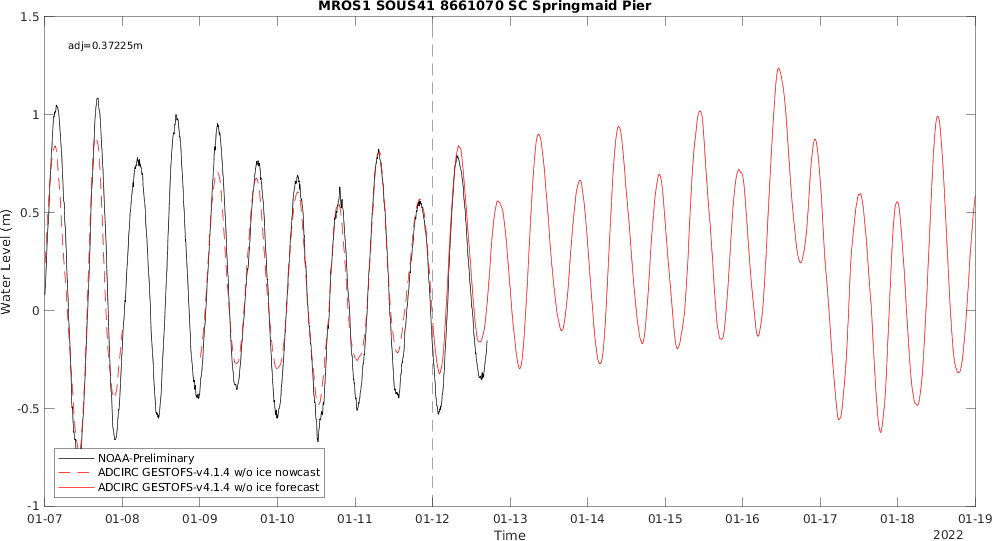 MROS1 SOUS41 8661070 SC Springmaid Pier
adj=0.37225m
1.5
1
0.5
0
-0.5
-1
Water Level (m)
NOAA-Preliminary
ADCIRC GESTOFS-v4.1.4 w/o ice nowcast
ADCIRC GESTOFS-v4.1.4 w/o ice forecast
01-07 01-08 01-09 01-10 01-11 01-12 01-13 01-14 01-15 01-16 01-17 01-18 01-19
Time
2022